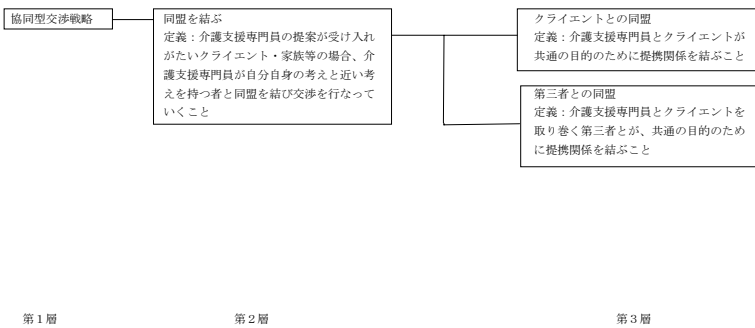 協同型交渉戦略
同盟を結ぶ
定義：介護支援専門員の提案が受け入れ
がたいクライエント・家族等の場合、介
護支援専門員が自分自身の考えと近い考
えを持つ者と同盟を結び交渉を行なって
いくこと
クライエントとの同盟
定義：介護支援専門員とクライエントが
共通の目的のために提携関係を結ぶこと
第三者との同盟
定義：介護支援専門員とクライエントを
取り巻く第三者とが、共通の目的のため
に提携関係を結ぶこと
第１層
第２層
第３層